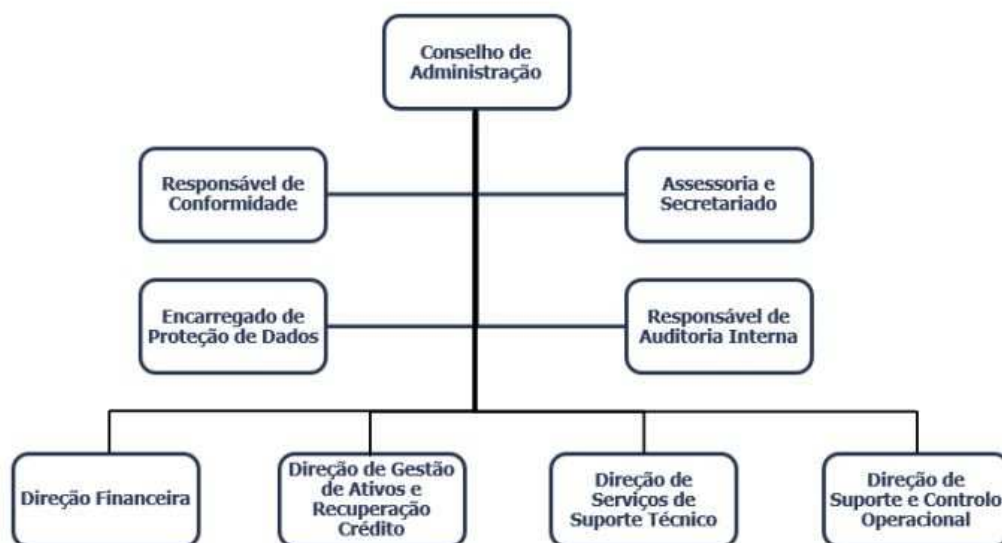 Conselho de
Administração
Responsável de
Conformidade
Assessoria e
Secretariado
Encarregado de
Proteção de Dados
Responsável de
Auditoria Interna
Direção Financeira
Direção de Gestão
de Ativos e
Recuperação
Crédito
Direção de
Serviços de
Suporte Técnico
Direção de
Suporte e Controlo
Operacional